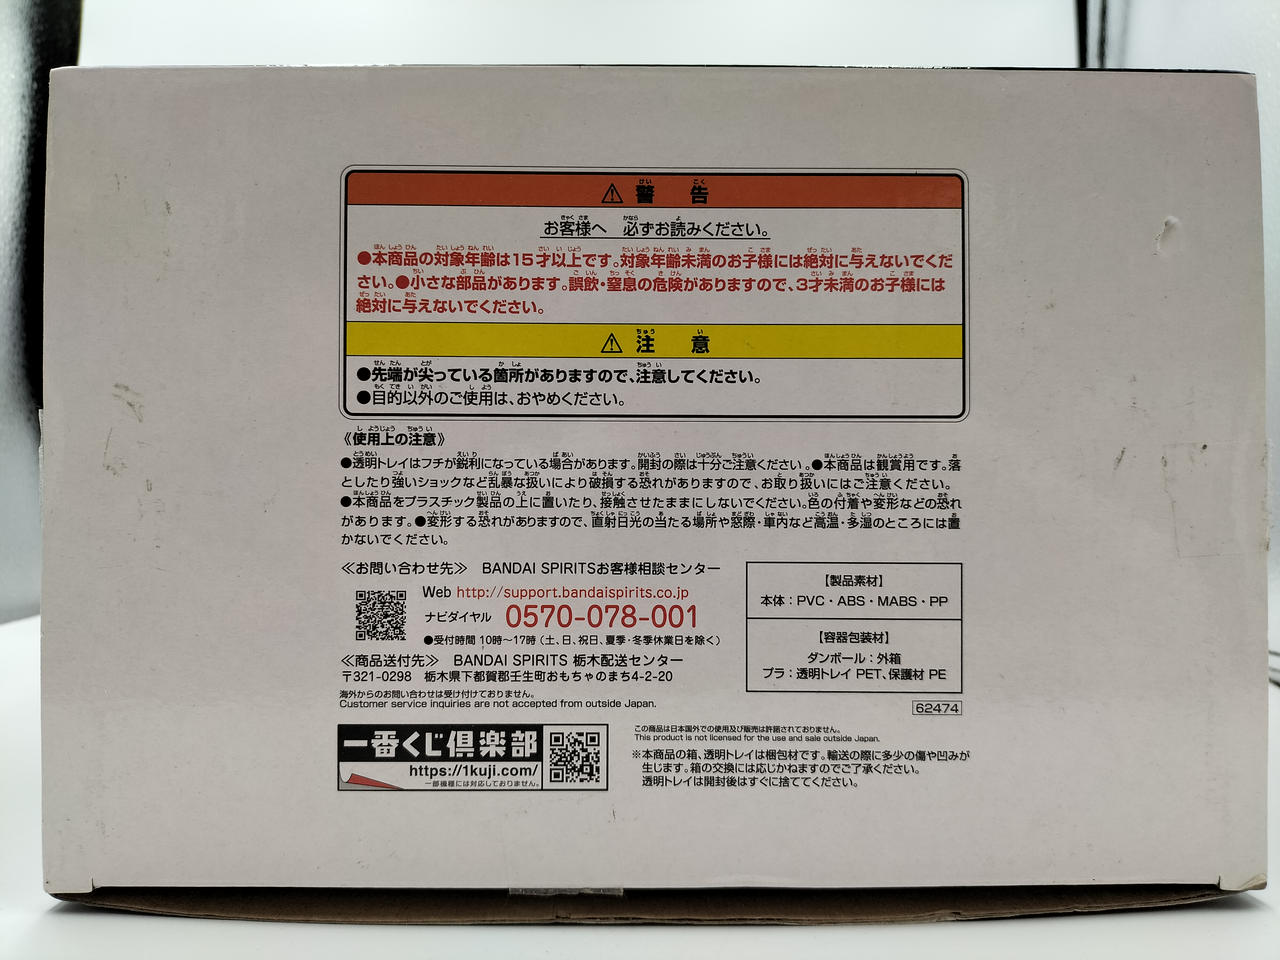 ⚠ 警告
お客様へ 必ずお読みください。
●本商品の対象年齢は15才以上です。対象年齢未満のお子様には絶対に与えないでくだ
さい。●小さな部品があります。誤飲・窒息の危険がありますので、3才未満のお子様には
絶対に与えないでください。
⚠ 注意
●先端が尖っている箇所がありますので、注意してください。
●目的以外のご使用は、おやめください。
《使用上の注意》
●透明トレイはフチが鋭利になっている場合があります。開封の際は十分ご注意ください。●本商品は観賞用です。落
としたり強いショックなど乱暴な扱いにより破損する恐れがありますので、お取り扱いにはご注意ください。
●本商品をプラスチック製品の上に置いたり、接触させたままにしないでください。色の付着や変形などの恐れ
があります。●変形する恐れがありますので、直射日光の当たる場所や窓際・車内など高温・多湿のところには置
かないでください。
≪お問い合わせ先≫ BANDAI SPIRITSお客様相談センター
Web http://support.bandaispirits.co.jp
ナビダイヤル 0570-078-001
●受付時間 10時〜17時（土、日、祝日、夏季・冬季休業日を除く）
≪商品送付先≫ BANDAI SPIRITS 栃木配送センター
〒321-0298 栃木県下都賀郡壬生町おもちゃのまち4-2-20
海外からのお問い合わせは受け付けておりません。
Customer service inquiries are not accepted from outside Japan.
【製品素材】
本体：PVC・ABS・MABS・PP
【容器包装材】
ダンボール：外箱
プラ：透明トレイ PET、保護材 PE
62474
一番くじ倶楽部
https://1kuji.com/
一部機種には対応しておりません。
この商品は日本国外での使用及び販売は許諾されておりません。
This product is not licensed for the use and sale outside Japan.
※本商品の箱、透明トレイは梱包材です。輸送の際に多少の傷や凹みが
生じます。箱の交換には応じかねますのでご了承ください。
透明トレイは開封後はすぐに捨ててください。